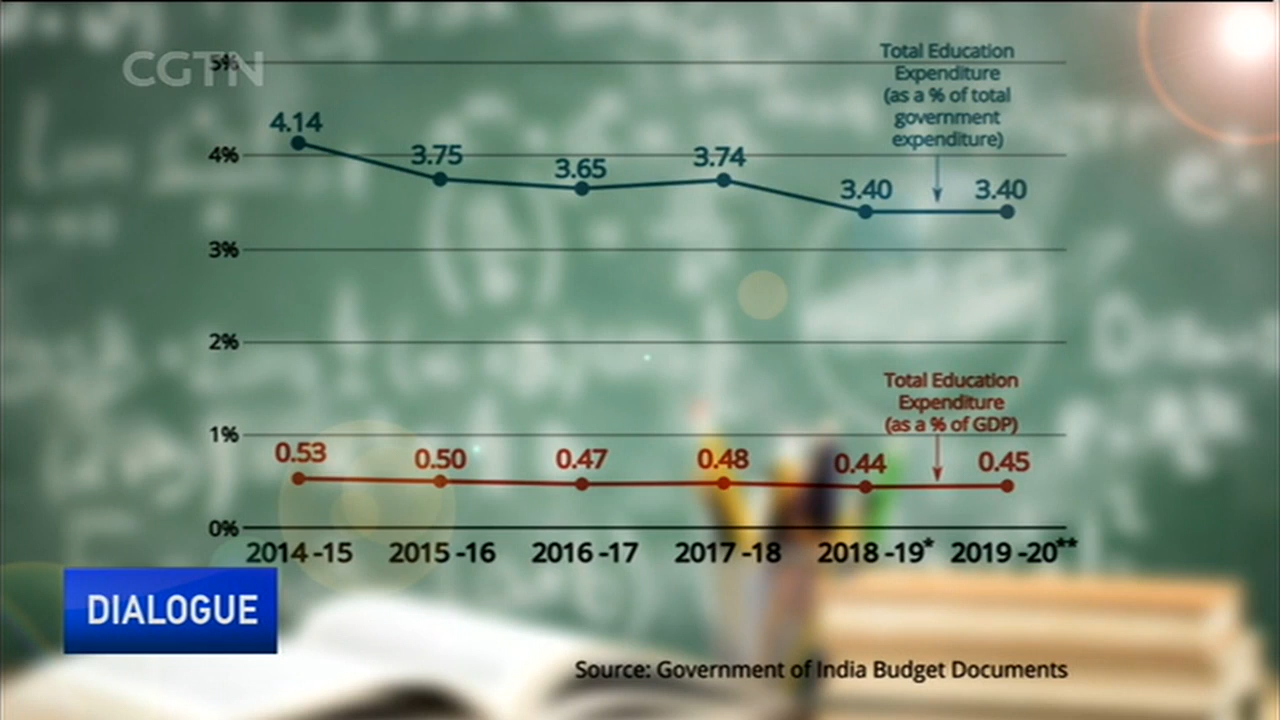 CGTN
5%
4%
3%
2%
1%
0%
Total Education
Expenditure
(as a % of total
government
expenditure)
4.14
3.75
3.65
3.74
3.40
3.40
Total Education
Expenditure
(as a % of GDP)
0.53
0.50
0.47
0.48
0.44
0.45
2014 -15
2015 -16
2016 -17
2017 -18
2018 -19*
2019 -20**
DIALOGUE
Source: Government of India Budget Documents